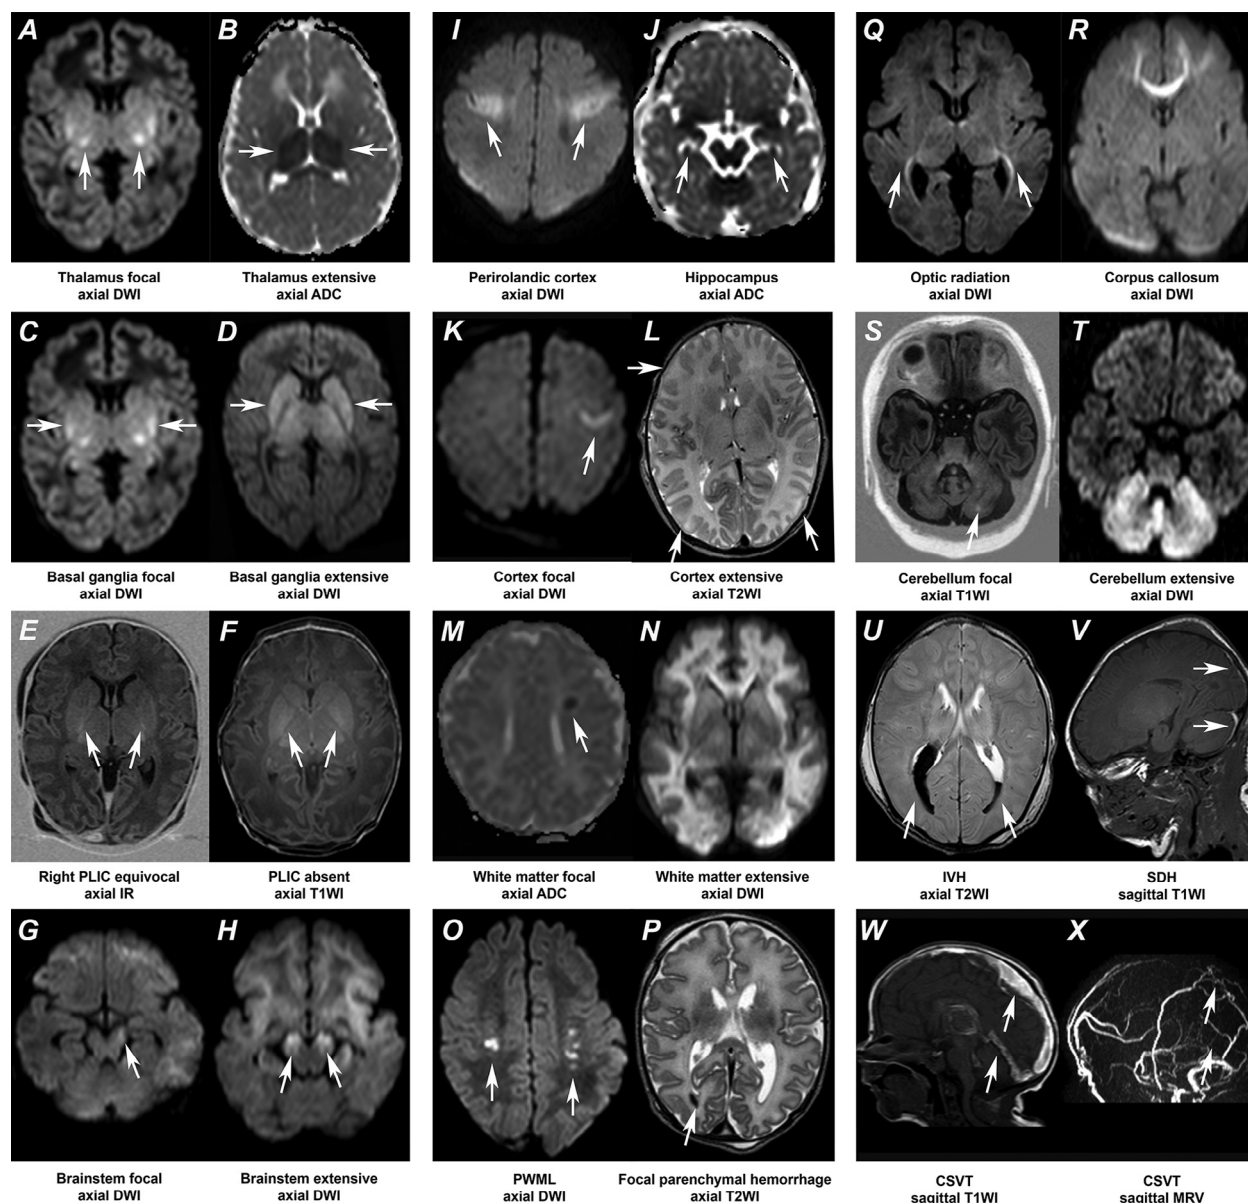 A B
Thalamus focal
axial DWI
Thalamus extensive
axial ADC
C D
Basal ganglia focal
axial DWI
Basal ganglia extensive
axial DWI
E F
Right PLIC equivocal
axial IR
PLIC absent
axial T1WI
G H
Brainstem focal
axial DWI
Brainstem extensive
axial DWI
I J
Perirolandic cortex
axial DWI
Hippocampus
axial ADC
K L
Cortex focal
axial DWI
Cortex extensive
axial T2WI
M N
White matter focal
axial ADC
White matter extensive
axial DWI
O P
PWML
axial DWI
Focal parenchymal hemorrhage
axial T2WI
Q R
Optic radiation
axial DWI
Corpus callosum
axial DWI
S T
Cerebellum focal
axial T1WI
Cerebellum extensive
axial DWI
U V
IVH
axial T2WI
SDH
sagittal T1WI
W X
CSVT
sagittal T1WI
CSVT
sagittal MRV